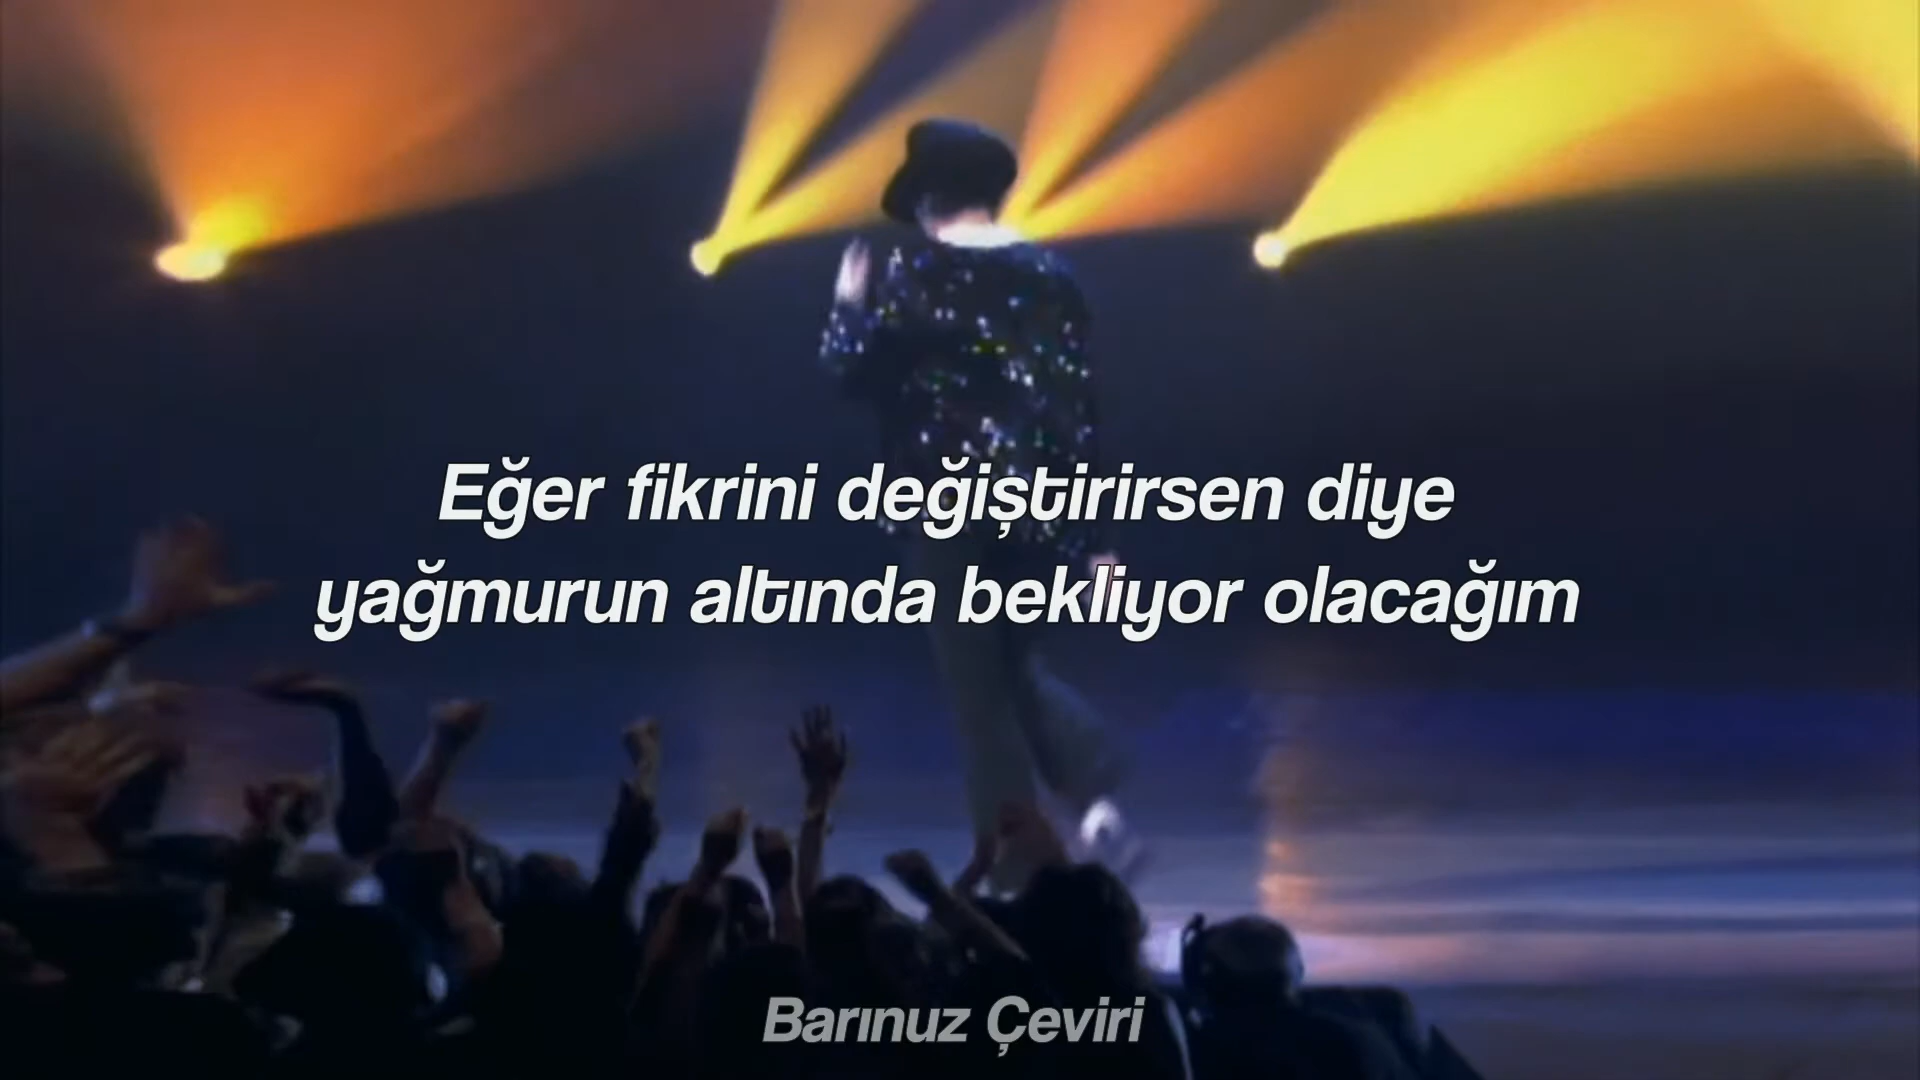 Eğer fikrini değiştirirsen diye
yağmurun altında bekliyor olacağım
Barınuz Çeviri